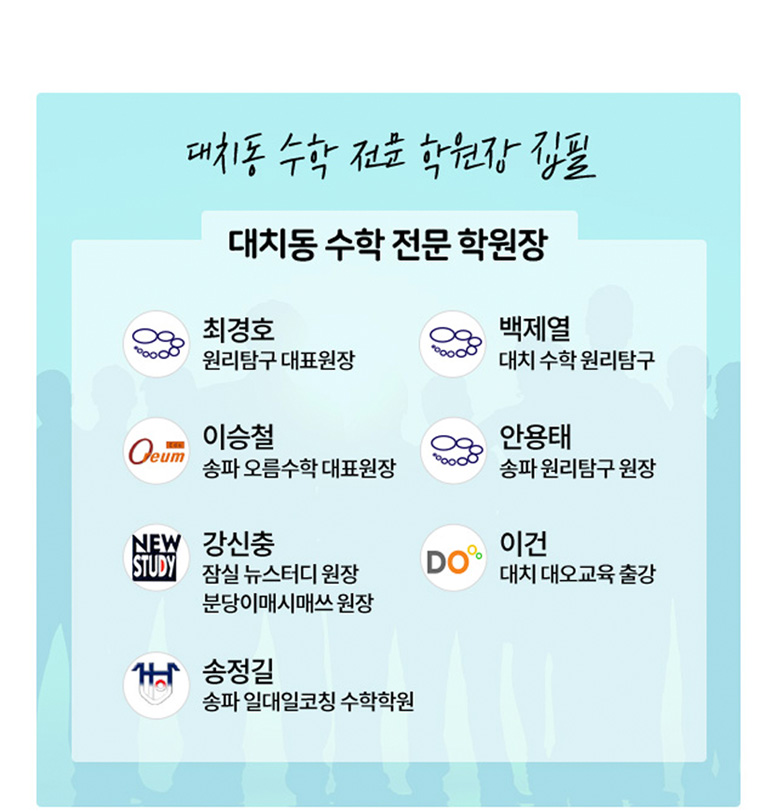 대치동 수학 전문 학원장 집필
대치동 수학 전문 학원장
최경호
원리탐구 대표원장
백제열
대치 수학 원리탐구
Oreum
Edu
이승철
송파 오름수학 대표원장
안용태
송파 원리탐구 원장
NEW
STUDY
강신충
잠실 뉴스터디 원장
분당이매시매쓰 원장
DO
이건
대치 대오교육 출강
송정길
송파 일대일코칭 수학학원